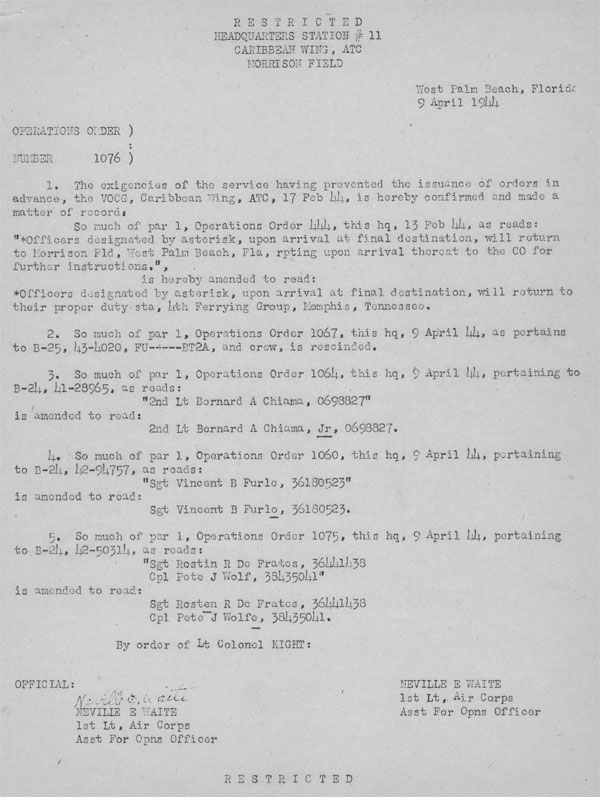 RESTRICTED
HEADQUARTERS STATION # 11
CARIBBEAN WING, ATC
MORRISON FIELD
West Palm Beach, Florida
9 April 1944
OPERATIONS ORDER )
:
NUMBER 1076 )
1. The exigencies of the service having prevented the issuance of orders in
advance, the VOCG, Caribbean Wing, ATC, 17 Feb 44, is hereby confirmed and made a
matter of record.
So much of par 1, Operations Order 444, this hq, 13 Feb 44, as reads:
"*Officers designated by asterisk, upon arrival at final destination, will return
to Morrison Fld, West Palm Beach, Fla, rpting upon arrival thereat to the CO for
further instructions.",
is hereby amended to read:
*Officers designated by asterisk, upon arrival at final destination, will return to
their proper duty sta, 4th Ferrying Group, Memphis, Tennessee.
2. So much of par 1, Operations Order 1067, this hq, 9 April 44, as pertains
to B-25, 43-4020, FU-----BT2A, and crew, is rescinded.
3. So much of par 1, Operations Order 1064, this hq, 9 April 44, pertaining to
B-24, 41-28965, as reads:
"2nd Lt Bernard A Chiama, 0698827"
is amended to read:
2nd Lt Bernard A Chiama, Jr, 0698827.
4. So much of par 1, Operations Order 1060, this hq, 9 April 44, pertaining
to B-24, 42-94757, as reads:
"Sgt Vincent B Furle, 36180523"
is amended to read:
Sgt Vincent B Furlo, 36180523.
5. So much of par 1, Operations Order 1075, this hq, 9 April 44, pertaining
to B-24, 42-50314, as reads:
"Sgt Rostin R De Frates, 36441438
Cpl Pete J Wolf, 38435041"
is amended to read:
Sgt Rosten R De Frates, 36441438
Cpl Pete J Wolfe, 38435041.
By order of Lt Colonel KIGHT:
OFFICIAL:
Neville E. Waite
NEVILLE E WAITE
1st Lt, Air Corps
Asst For Opns Officer
NEVILLE E WAITE
1st Lt, Air Corps
Asst For Opns Officer
RESTRICTED